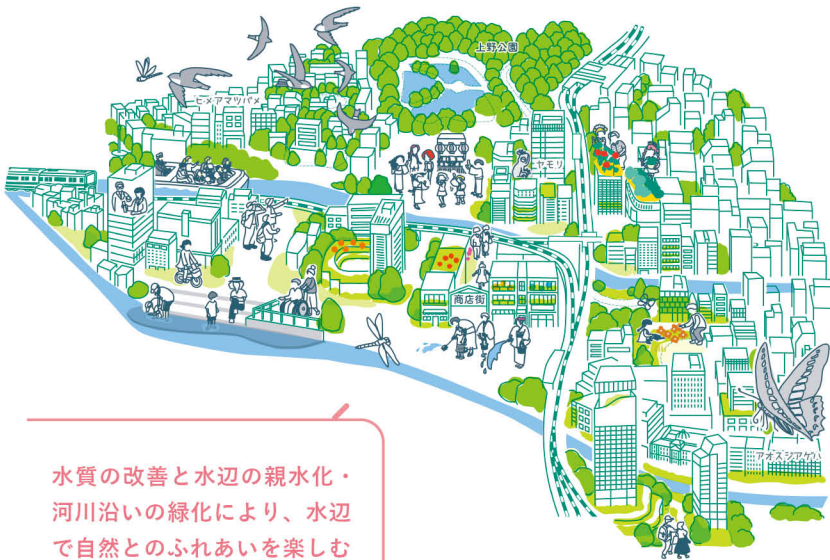 上野公園
ヒメアマツバメ
ヤモリ
商店街
アオスジアゲハ
水質の改善と水辺の親水化・
河川沿いの緑化により、水辺
で自然とのふれあいを楽しむ